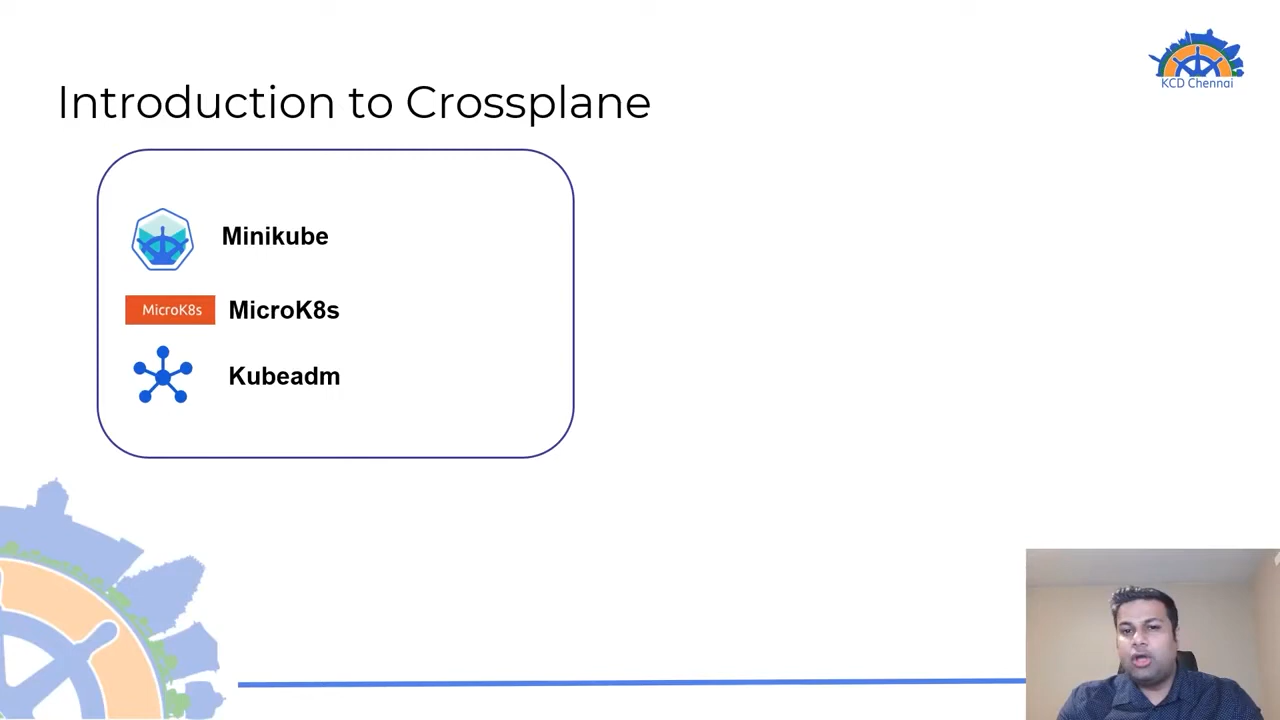 KCD Chennai
Introduction to Crossplane
Minikube
MicroK8s MicroK8s
Kubeadm